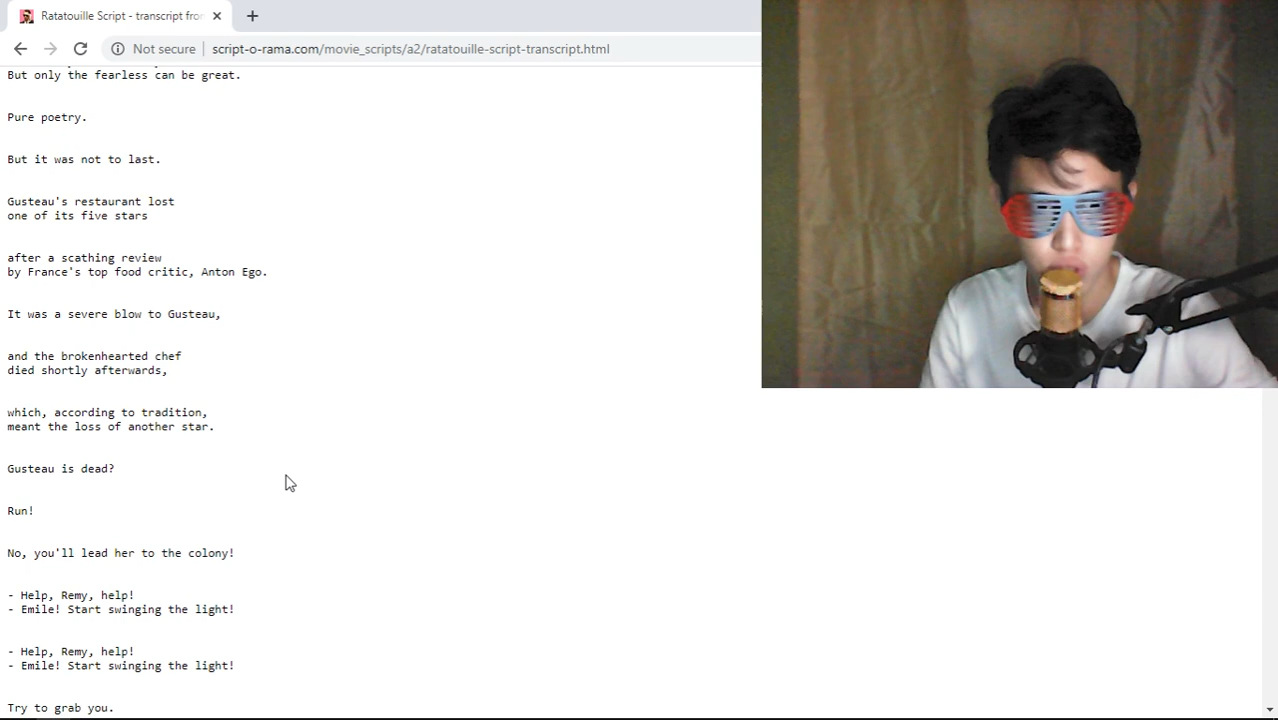 Ratatouille Script - transcript from
Not secure
script-o-rama.com/movie_scripts/a2/ratatouille-script-transcript.html
But only the fearless can be great.
Pure poetry.
But it was not to last.
Gusteau's restaurant lost
one of its five stars
after a scathing review
by France's top food critic, Anton Ego.
It was a severe blow to Gusteau,
and the brokenhearted chef
died shortly afterwards,
which, according to tradition,
meant the loss of another star.
Gusteau is dead?
Run!
No, you'll lead her to the colony!
- Help, Remy, help!
- Emile! Start swinging the light!
- Help, Remy, help!
- Emile! Start swinging the light!
Try to grab you.